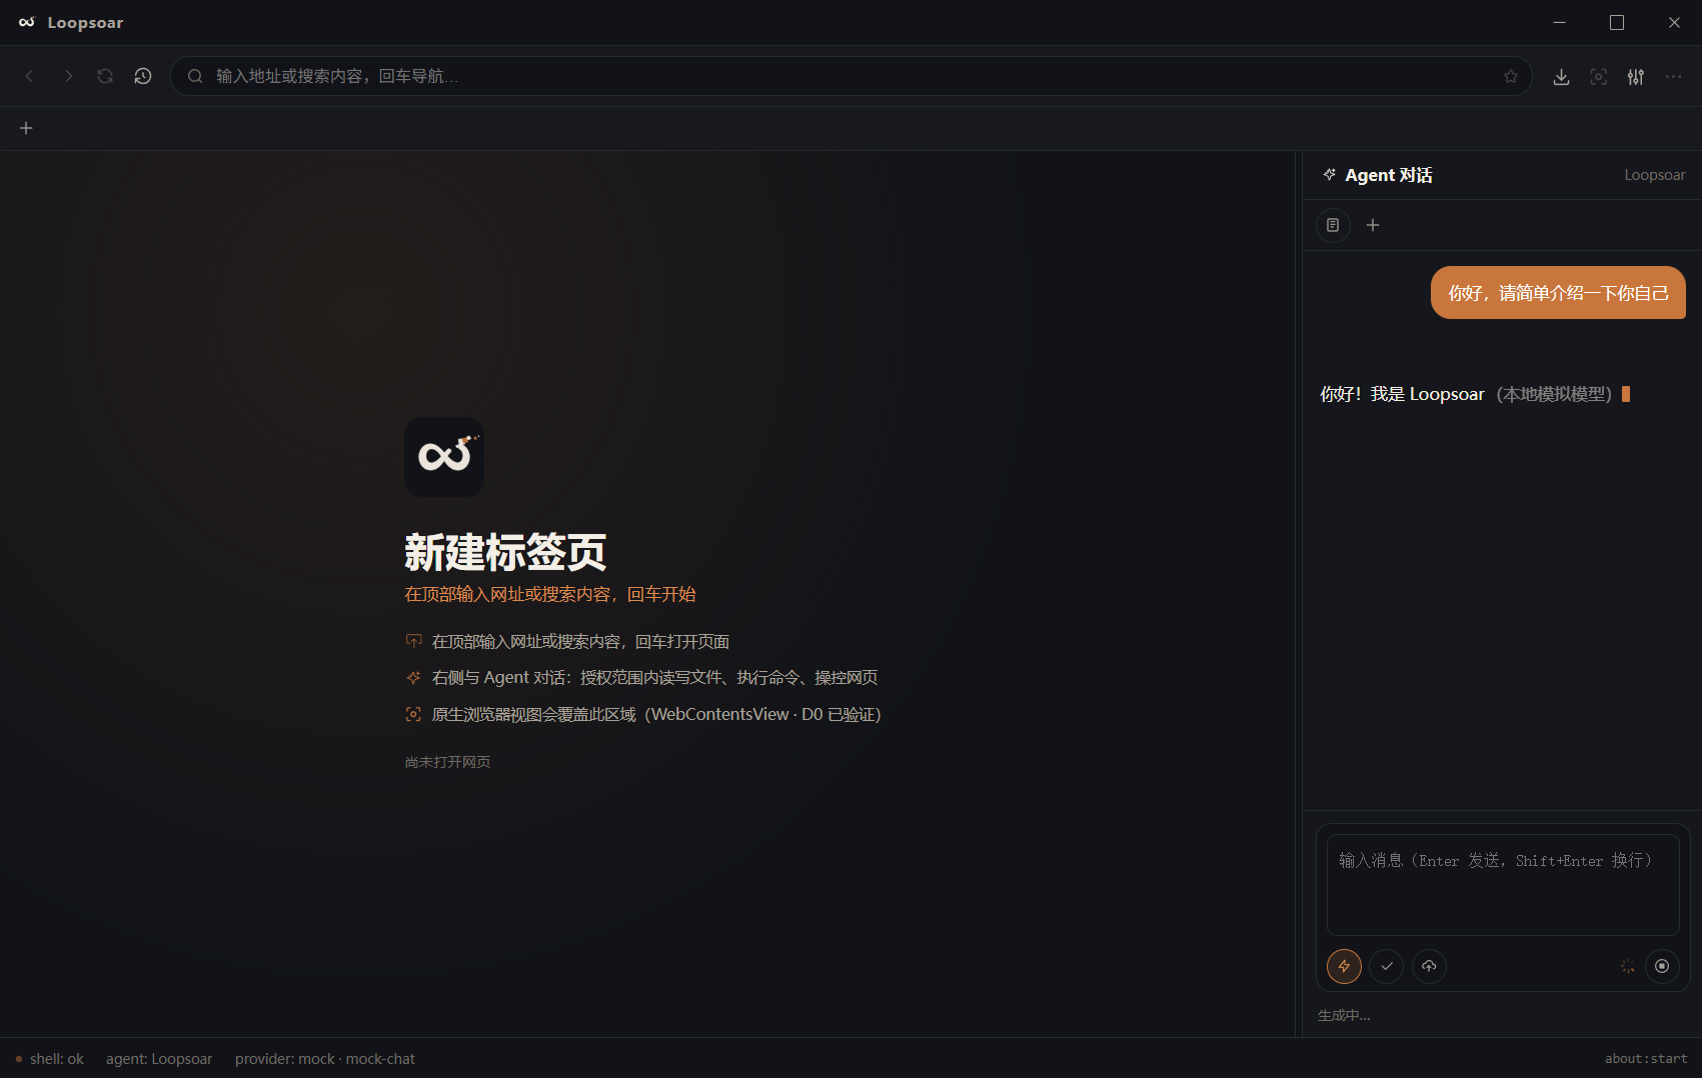 Loopsoar
输入地址或搜索内容，回车导航...
Agent 对话
Loopsoar
你好，请简单介绍一下你自己
你好！我是 Loopsoar（本地模拟模型）
新建标签页
在顶部输入网址或搜索内容，回车开始
在顶部输入网址或搜索内容，回车打开页面
右侧与 Agent 对话：授权范围内读写文件、执行命令、操控网页
原生浏览器视图会覆盖此区域（WebContentsView · D0 已验证）
尚未打开网页
输入消息（Enter 发送，Shift+Enter 换行）
生成中...
shell: ok
agent: Loopsoar
provider: mock · mock-chat
about:start